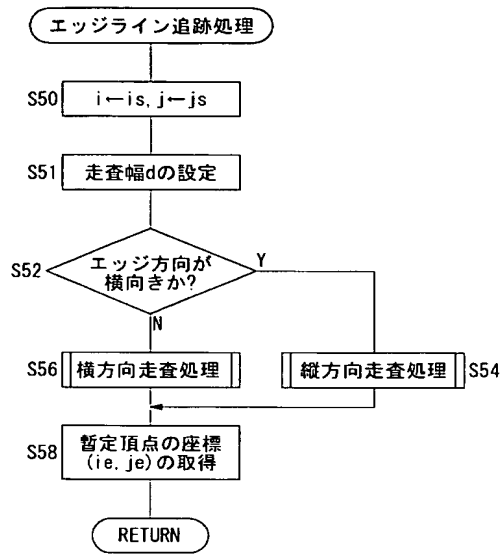 エッジライン追跡処理
S50
i←is, j←js
S51
走査幅dの設定
S52
エッジ方向が
横向きか?
Y
N
S56
横方向走査処理
縦方向走査処理
S54
S58
暫定頂点の座標
(ie, je)の取得
RETURN